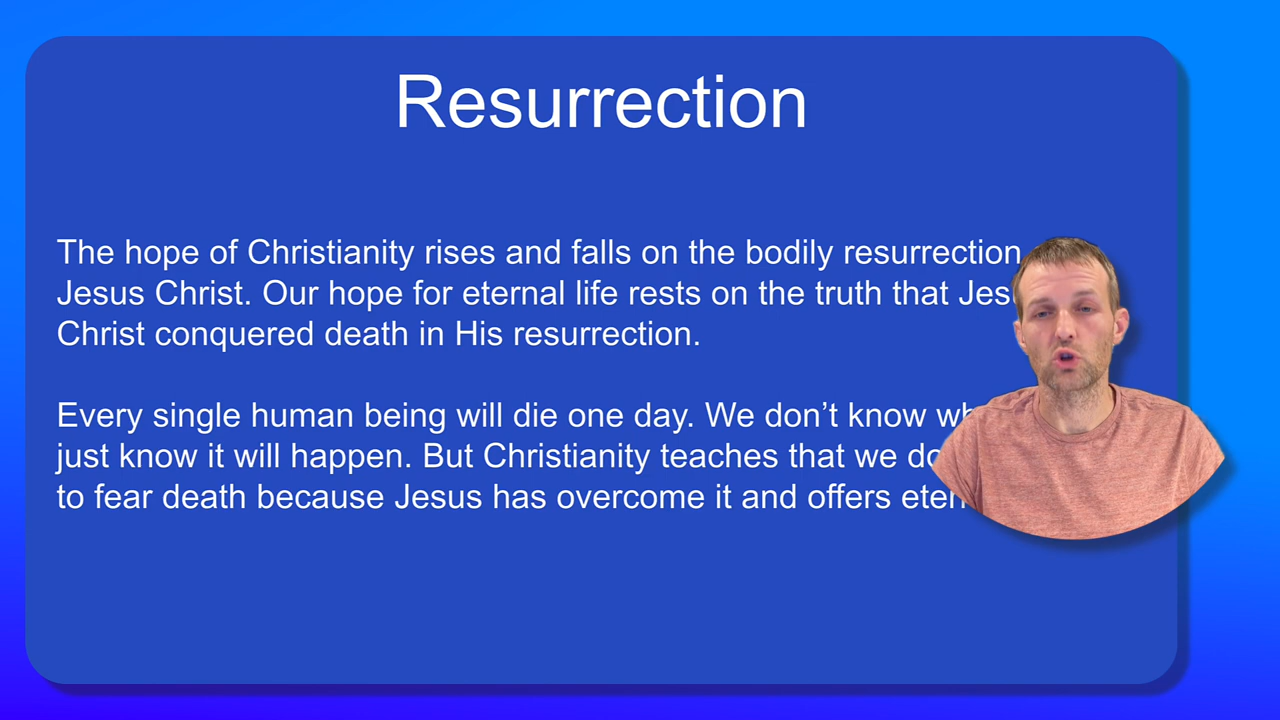 Resurrection
The hope of Christianity rises and falls on the bodily resurrection
Jesus Christ. Our hope for eternal life rests on the truth that
Christ conquered death in His resurrection.
Every single human being will die one day. We don’t know
just know it will happen. But Christianity teaches that we
to fear death because Jesus has overcome it and offers